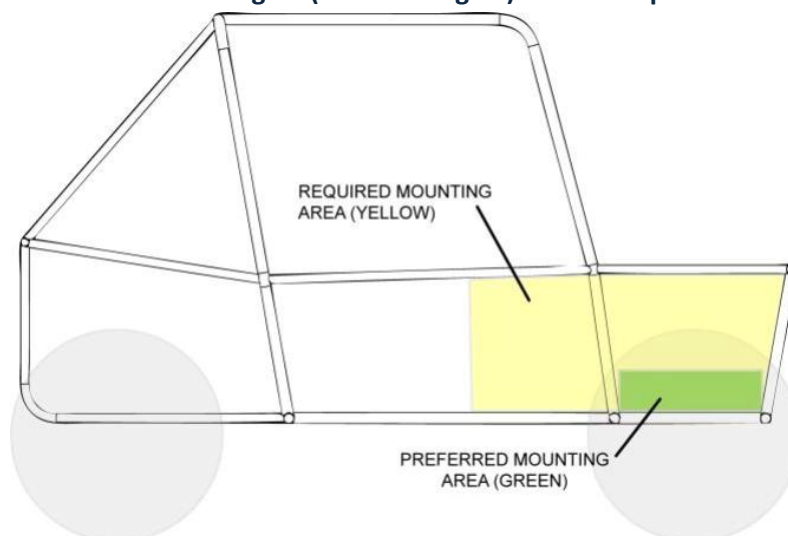 REQUIRED MOUNTING
AREA (YELLOW)
PREFERRED MOUNTING
AREA (GREEN)